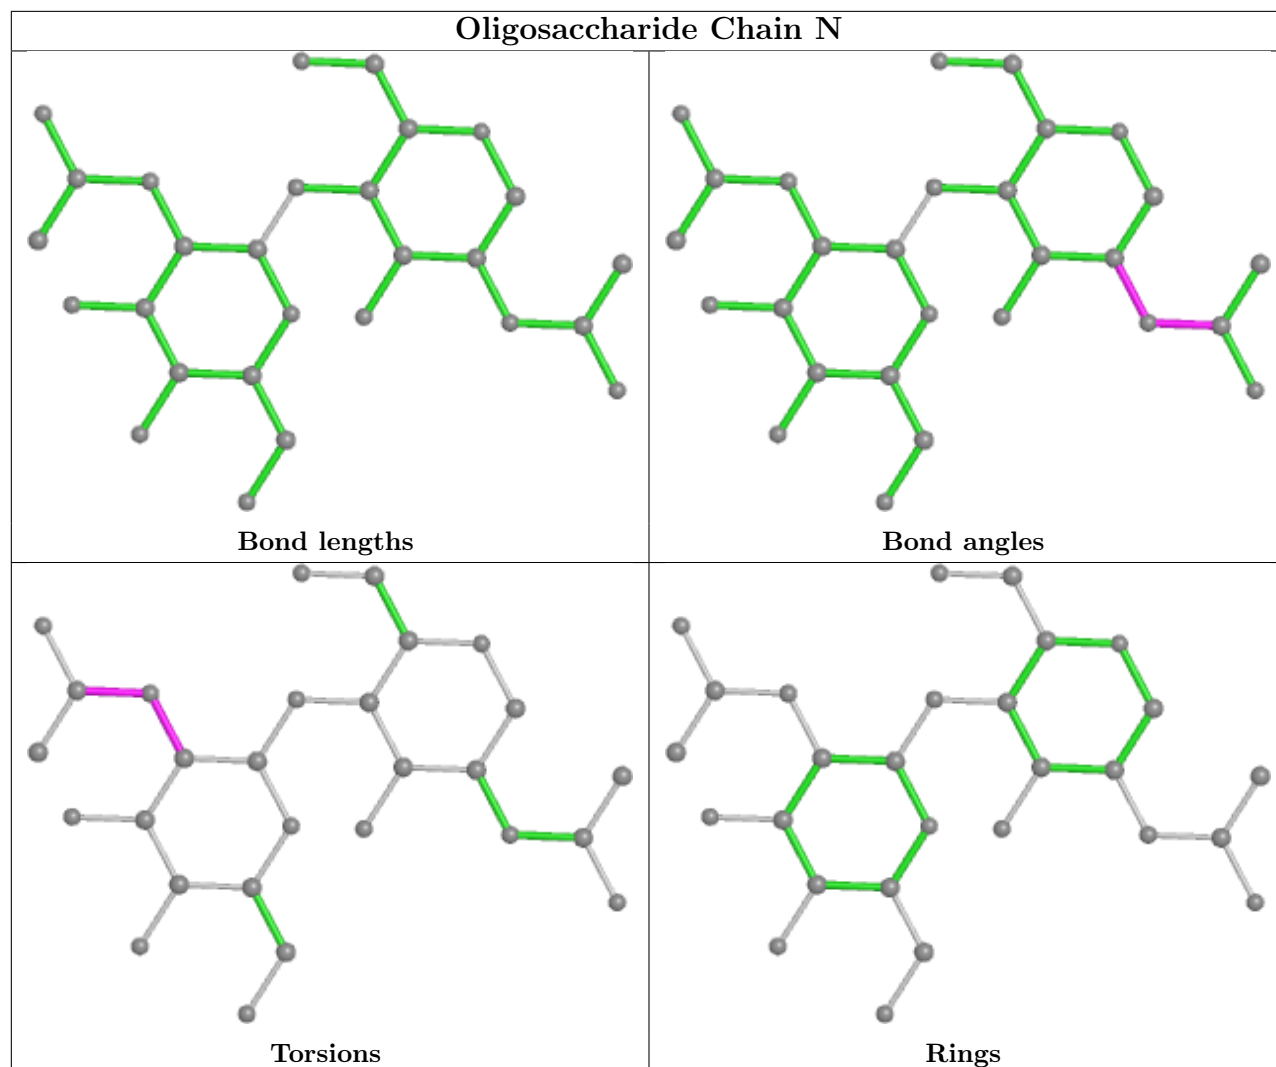 Oligosaccharide Chain N
Bond lengths
Bond angles
Torsions
Rings